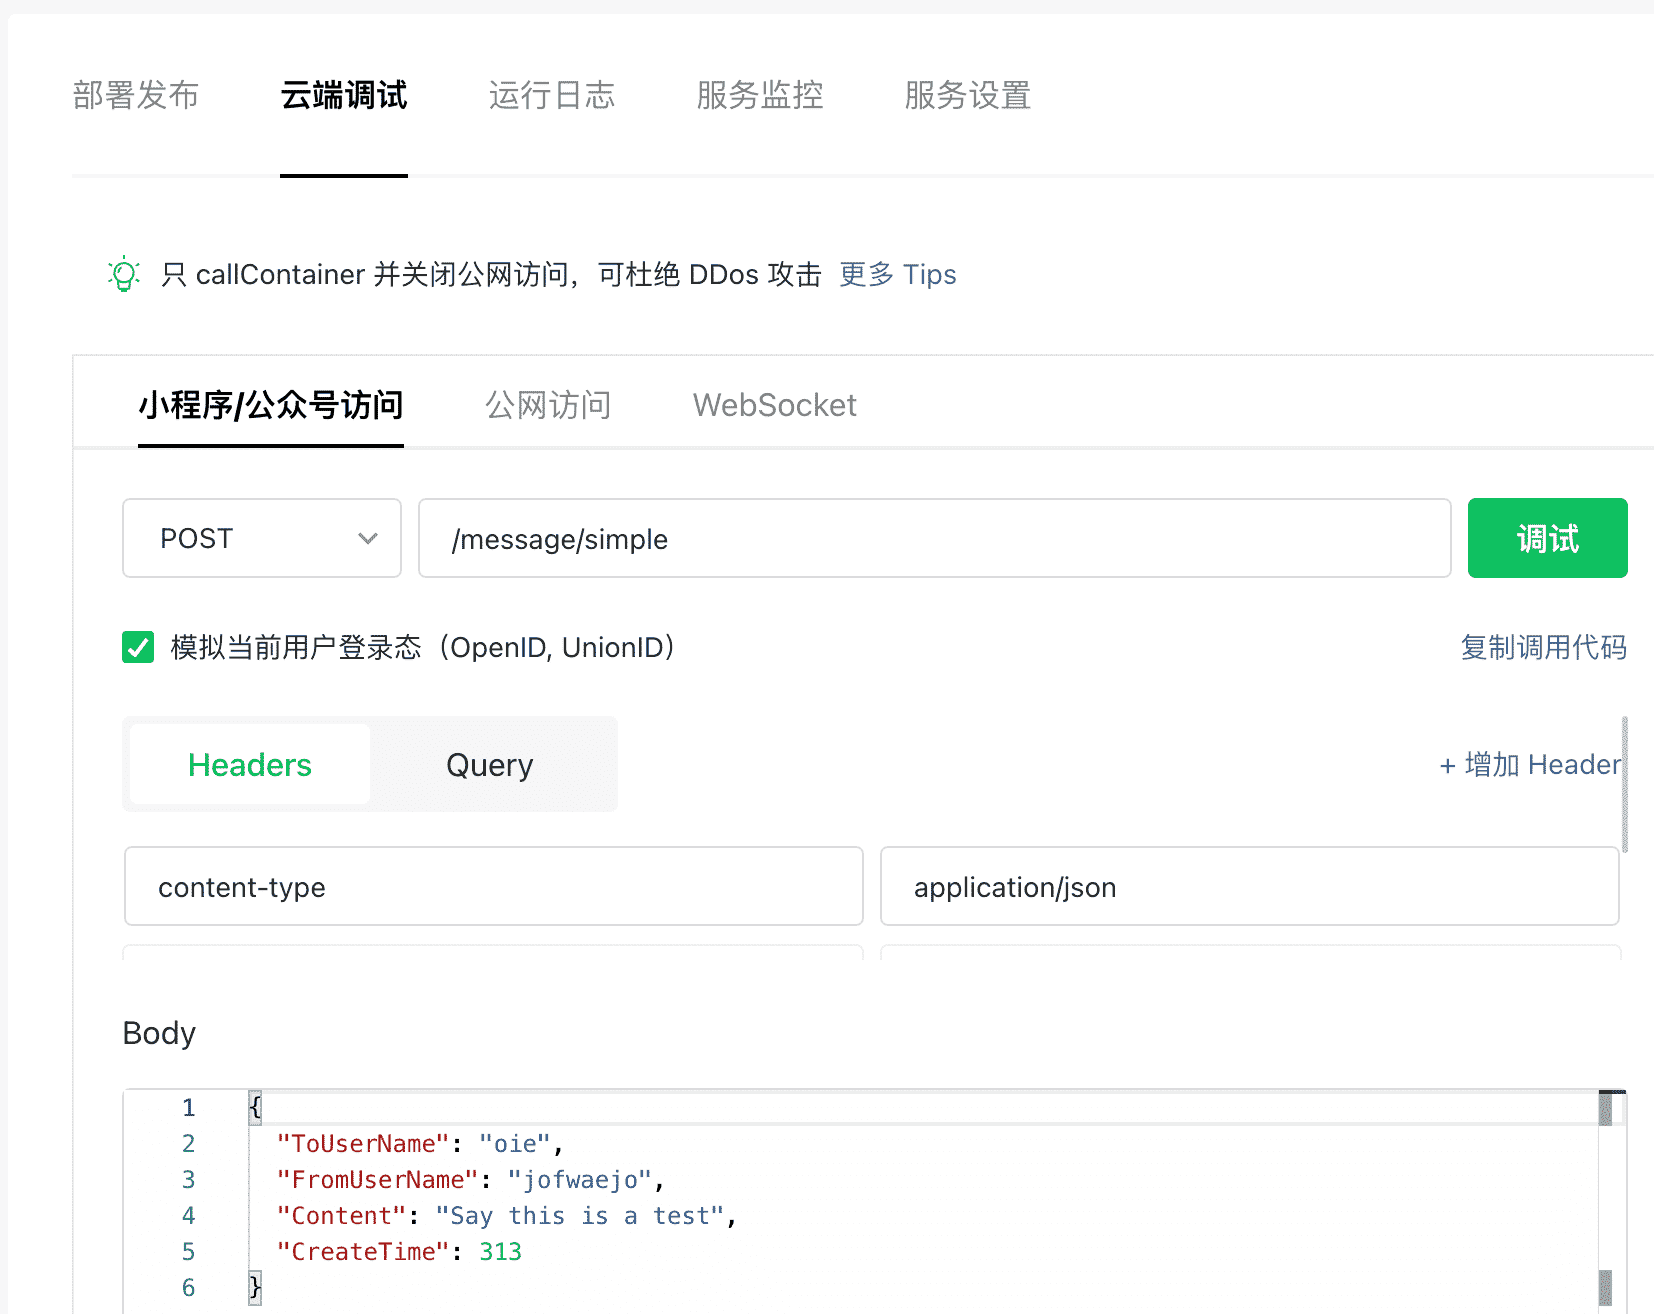 部署发布 云端调试 运行日志 服务监控 服务设置
只 callContainer 并关闭公网访问，可杜绝 DDos 攻击 更多 Tips
小程序/公众号访问 公网访问 WebSocket
POST /message/simple 调试
模拟当前用户登录态（OpenID, UnionID） 复制调用代码
Headers Query + 增加 Header
content-type application/json
Body
1 {
2 "ToUserName": "oie",
3 "FromUserName": "jofwaejo",
4 "Content": "Say this is a test",
5 "CreateTime": 313
6 }